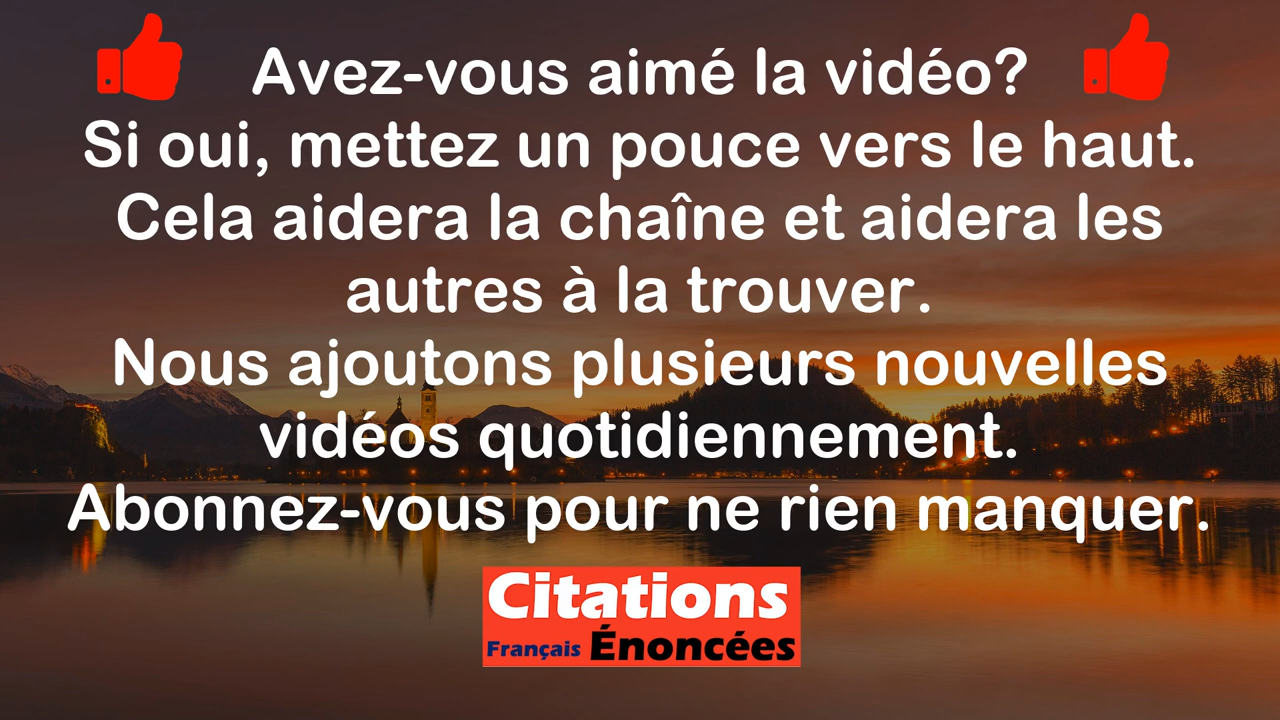 Avez-vous aimé la vidéo?
Si oui, mettez un pouce vers le haut.
Cela aidera la chaîne et aidera les
autres à la trouver.
Nous ajoutons plusieurs nouvelles
vidéos quotidiennement.
Abonnez-vous pour ne rien manquer.
Citations
Français Énoncées